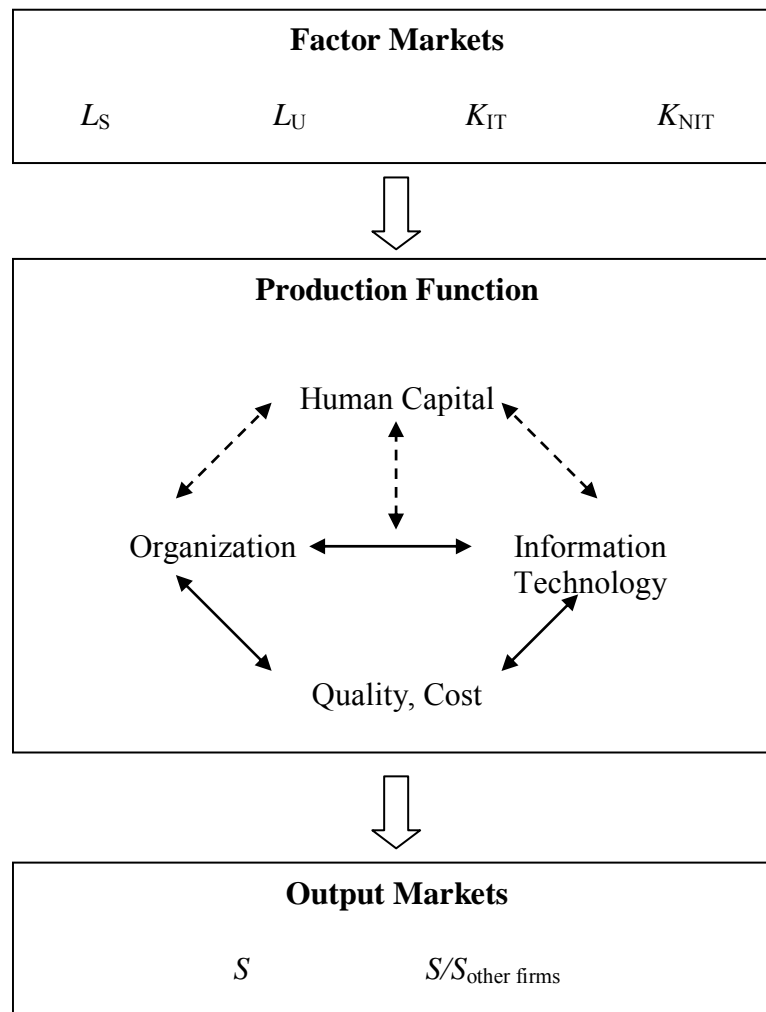 Factor Markets
L_S L_U K_IT K_NIT
Production Function
Human Capital
Organization Information
Technology
Quality, Cost
Output Markets
S S/S_other firms